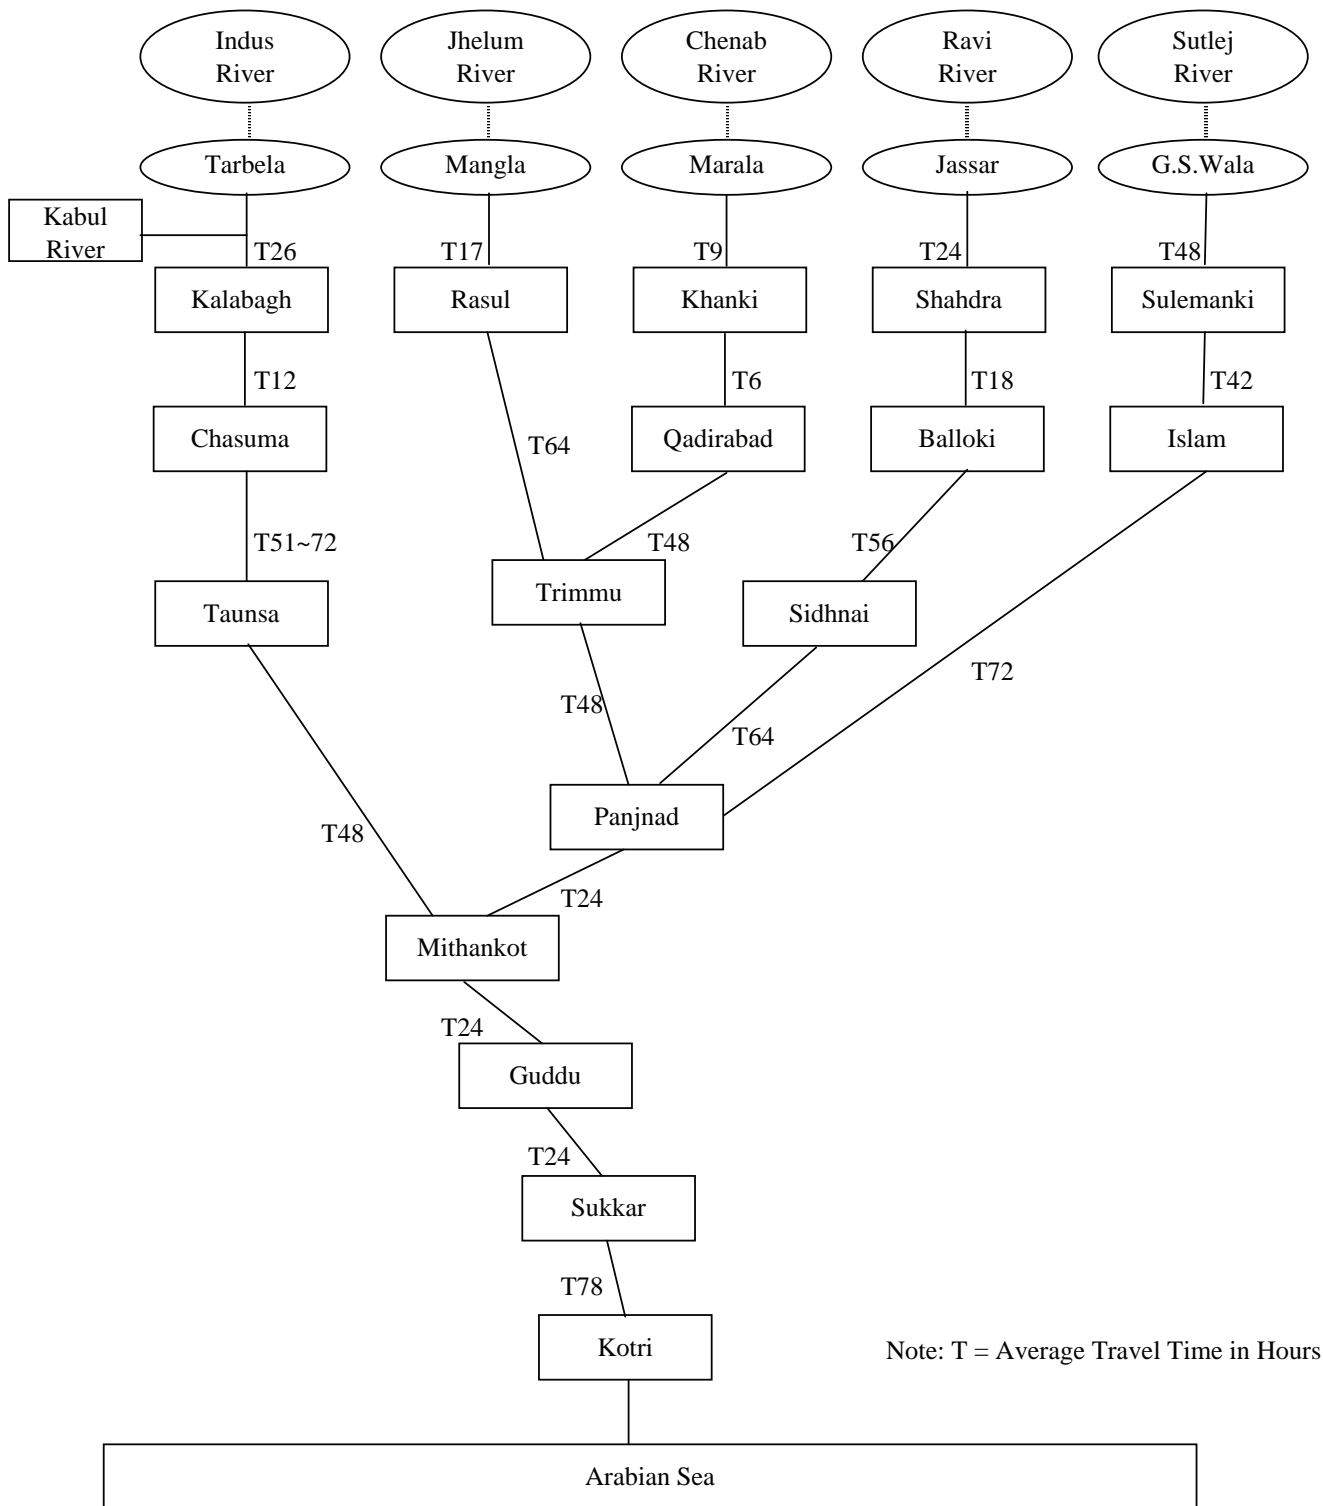 Indus
River
Jhelum
River
Chenab
River
Ravi
River
Sutlej
River
Tarbela
Mangla
Marala
Jassar
G.S.Wala
Kabul
River
T26
T17
T9
T24
T48
Kalabagh
Rasul
Khanki
Shahdra
Sulemanki
T12
T6
T18
T42
Chasuma
Qadirabad
Balloki
Islam
T64
T51~72
T48
T56
Trimmu
Taunsa
Sidhnai
T72
T48
T64
Panjnad
T48
T24
Mithankot
T24
Guddu
T24
Sukkar
T78
Kotri
Note: T = Average Travel Time in Hours
Arabian Sea